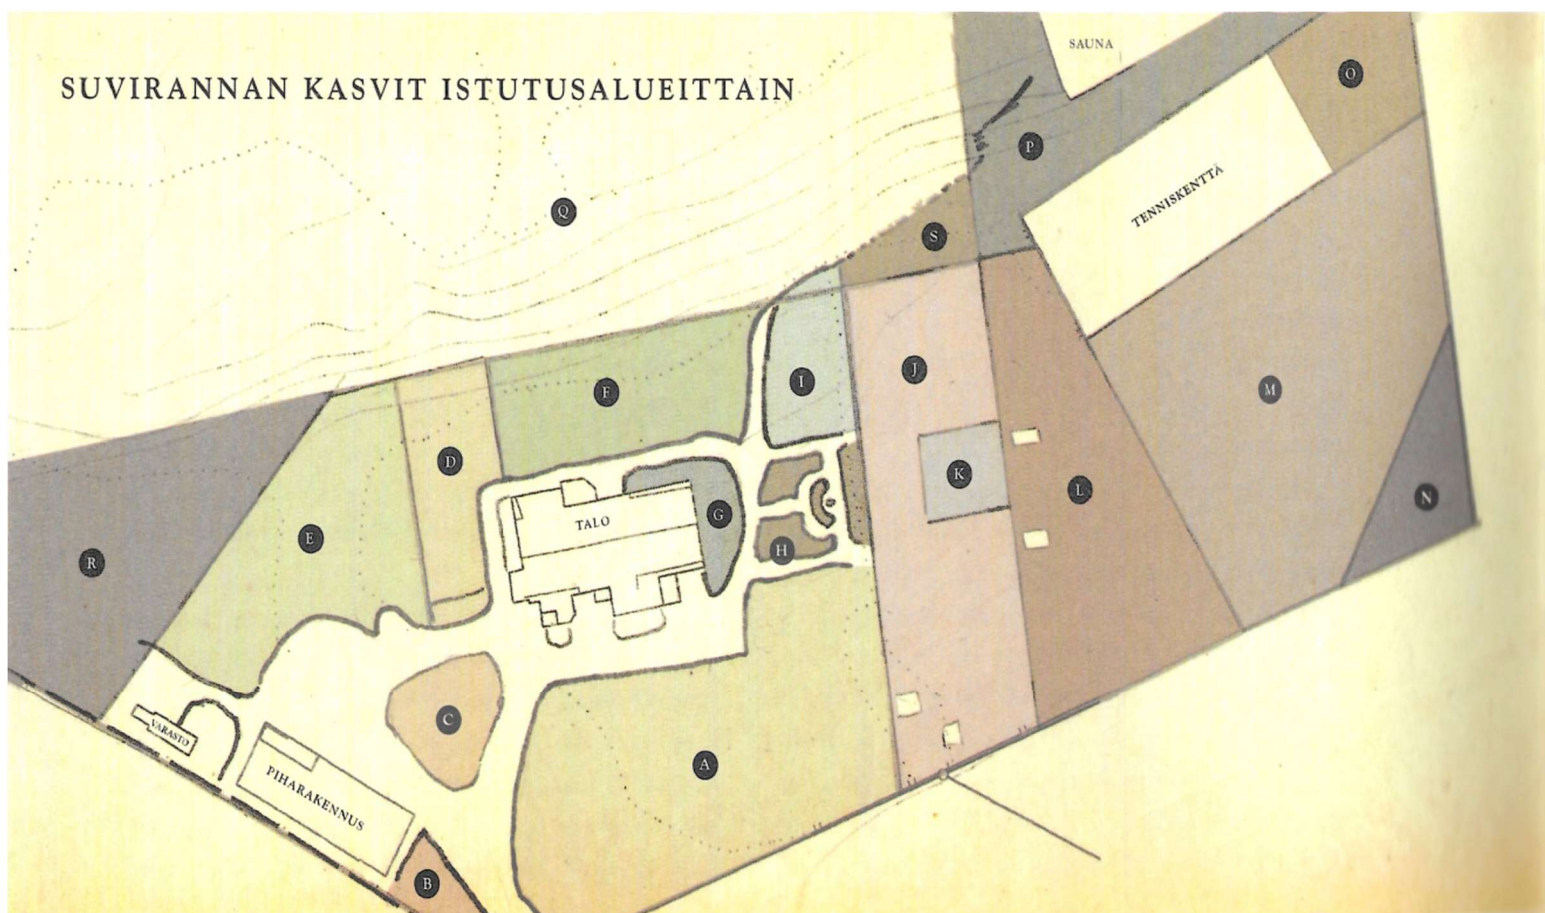 SAUNA
SUVIRANNAN KASVIT ISTUTUSALUEITTAIN
O
P
TENNISKENTTÄ
Q
S
F
I
J
M
D
K
L
N
G
TALO
E
H
R
C
VARASTO
A
PIHARAKENNUS
B